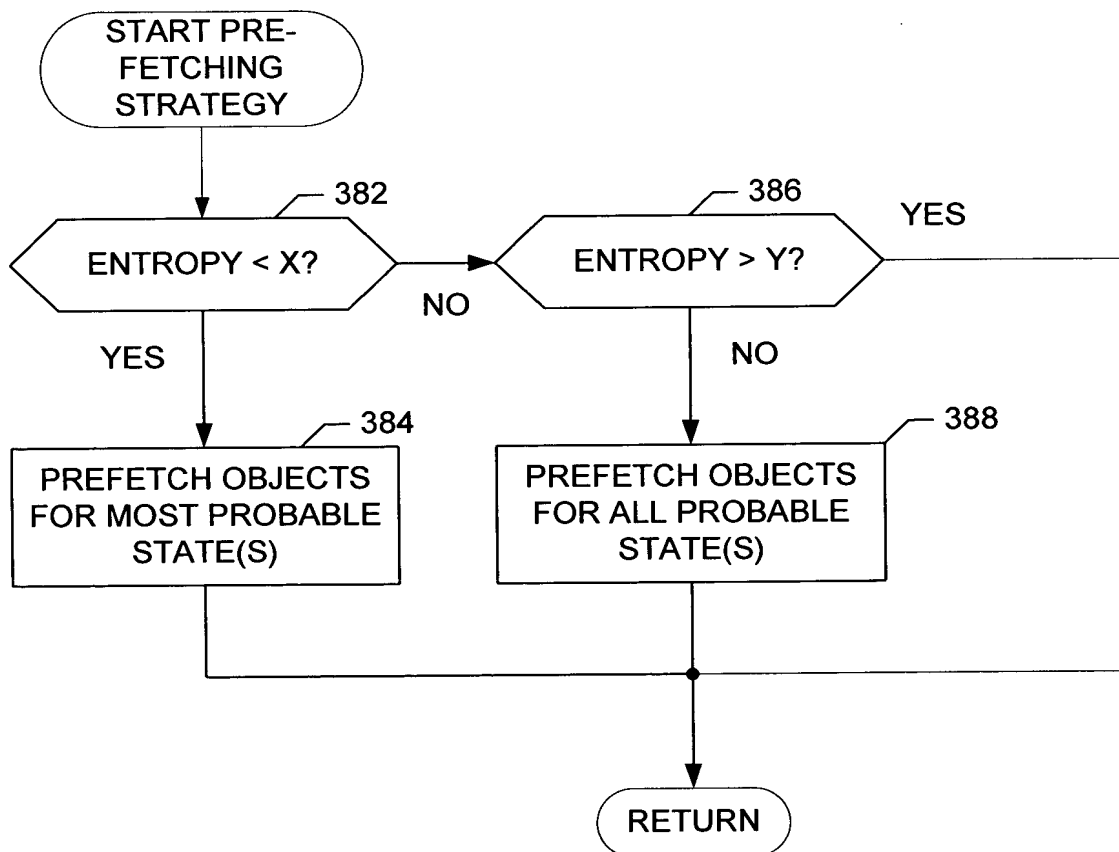 START PRE-
FETCHING
STRATEGY
382
386
YES
ENTROPY < X?
ENTROPY > Y?
NO
YES
NO
384
388
PREFETCH OBJECTS
FOR MOST PROBABLE
STATE(S)
PREFETCH OBJECTS
FOR ALL PROBABLE
STATE(S)
RETURN